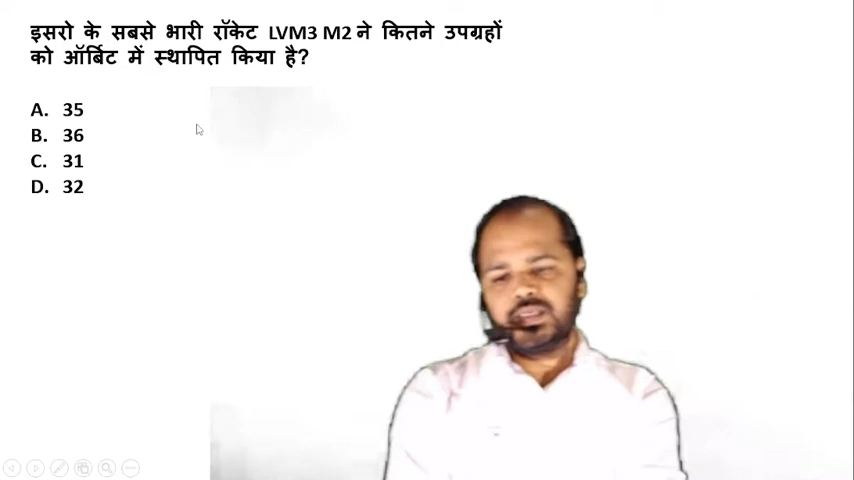 इसरो के सबसे भारी रॉकेट LVM3 M2 ने कितने उपग्रहों
को ऑर्बिट में स्थापित किया है?
A. 35
B. 36
C. 31
D. 32